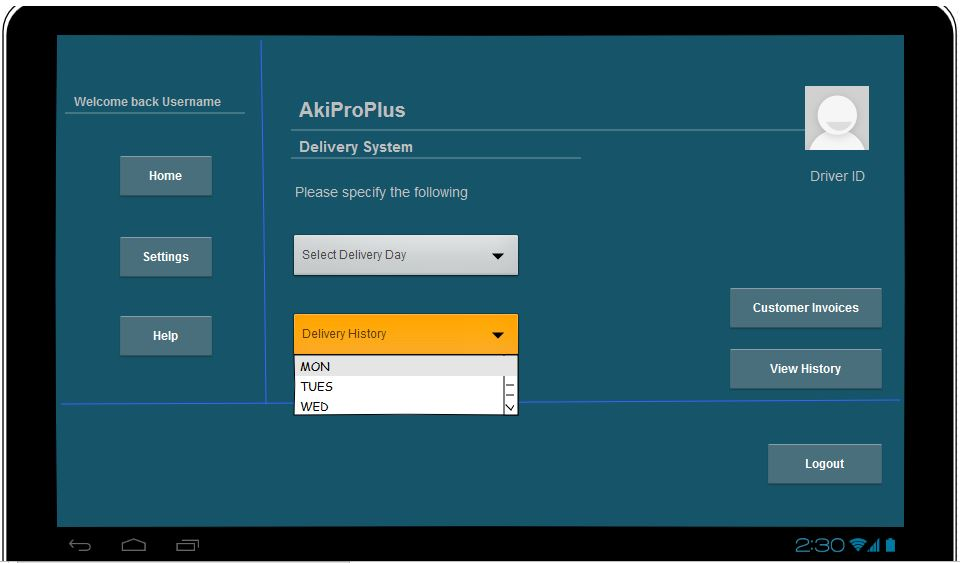 Welcome back Username
Home
Settings
Help
AkiProPlus
Delivery System
Please specify the following
Select Delivery Day
Delivery History
MON
TUES
WED
Driver ID
Customer Invoices
View History
Logout
2:30